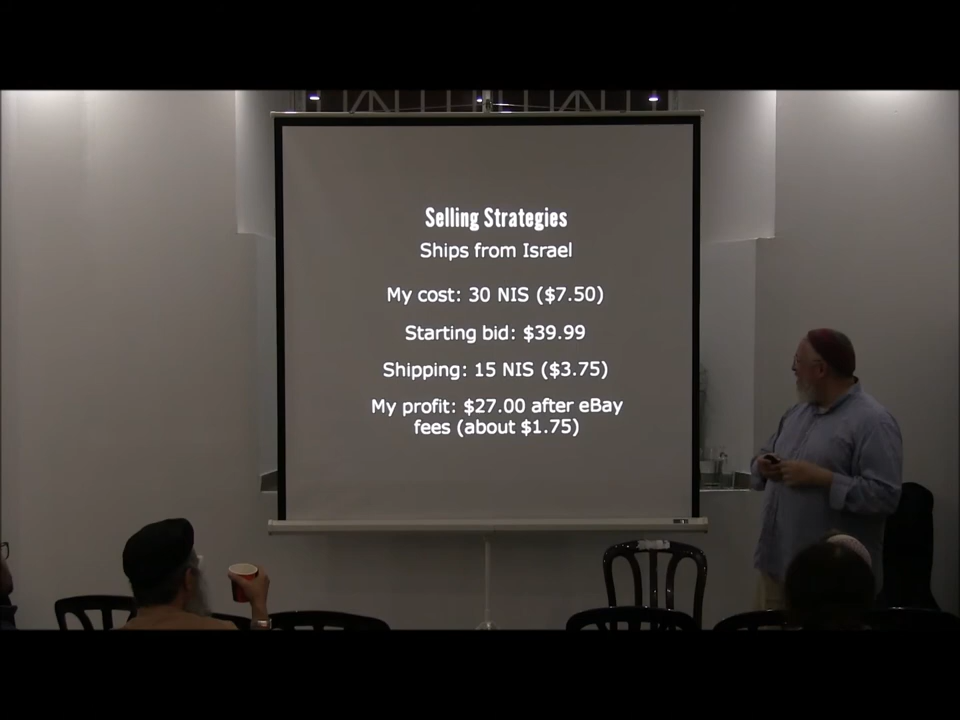 Selling Strategies
Ships from Israel
My cost: 30 NIS ($7.50)
Starting bid: $39.99
Shipping: 15 NIS ($3.75)
My profit: $27.00 after eBay
fees (about $1.75)